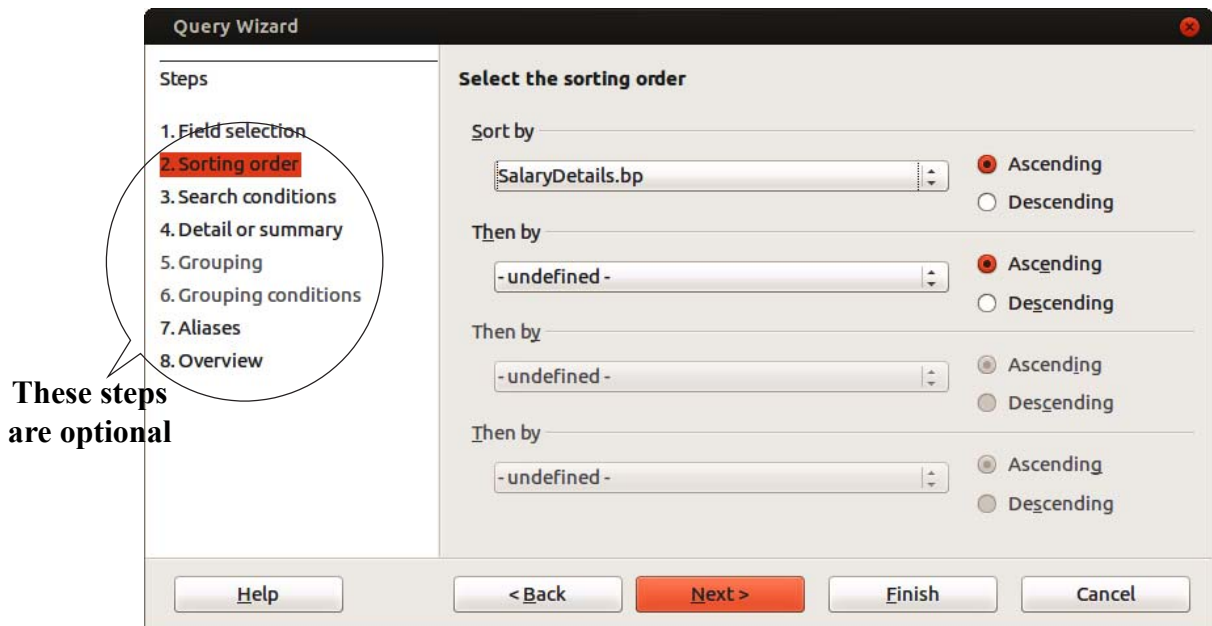 Query Wizard
Steps
1. Field selection
2. Sorting order
3. Search conditions
4. Detail or summary
5. Grouping
6. Grouping conditions
7. Aliases
8. Overview
These steps
are optional
Select the sorting order
Sort by
SalaryDetails.bp
Ascending
Descending
Then by
- undefined -
Ascending
Descending
Then by
- undefined -
Ascending
Descending
Then by
- undefined -
Ascending
Descending
Help
< Back
Next >
Finish
Cancel